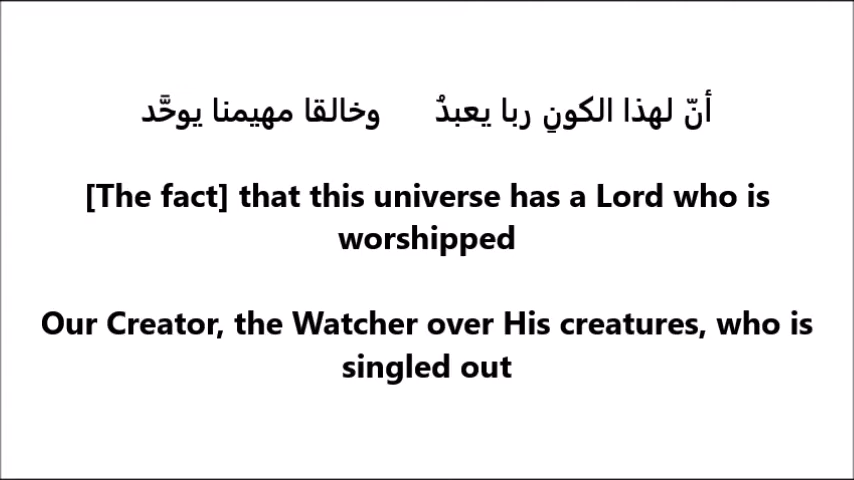 أنّ لهذا الكونِ ربا يعبدُ وخالقا مهيمنا يوحَّد
[The fact] that this universe has a Lord who is
worshipped
Our Creator, the Watcher over His creatures, who is
singled out